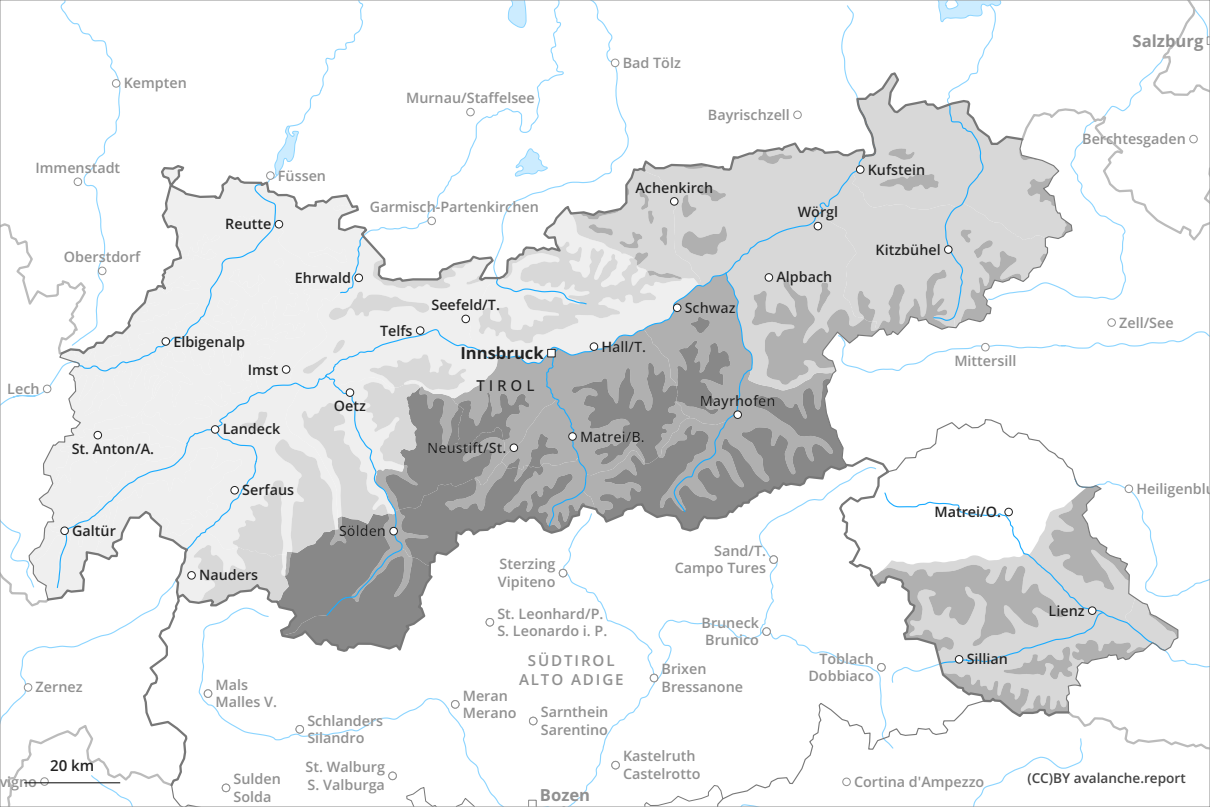 Salzburg
Bad Tölz
Kempten
Murnau/Staffelsee
Bayrischzell
Berchtesgaden
Immenstadt
Füssen
Kufstein
Achenkirch
Garmisch-Partenkirchen
Wörgl
Reutte
Kitzbühel
Oberstdorf
Ehrwald
Alpbach
Seefeld/T.
Schwaz
Telfs
Zell/See
Elbigenalp
Innsbruck
Hall/T.
Mittersill
Imst
TIROL
Lech
Oetz
Mayrhofen
Landeck
Matrei/B.
St. Anton/A.
Neustift/St.
Serfaus
Heiligenblu
Matrei/O.
Galtür
Sölden
Sand/T.
Campo Tures
Sterzing
Vipiteno
Nauders
Lienz
St. Leonhard/P.
S. Leonardo i. P.
Bruneck
Brunico
SÜDTIROL
ALTO ADIGE
Toblach
Dobbiaco
Sillian
Brixen
Bressanone
Zernez
Mals
Malles V.
Meran
Merano
Sarnthein
Sarentino
Schlanders
Silandro
Kastelruth
Castelrotto
20 km
St. Walburg
S. Valburga
vigno
Sulden
Solda
Cortina d'Ampezzo
(CC)BY avalanche.report
Bozen